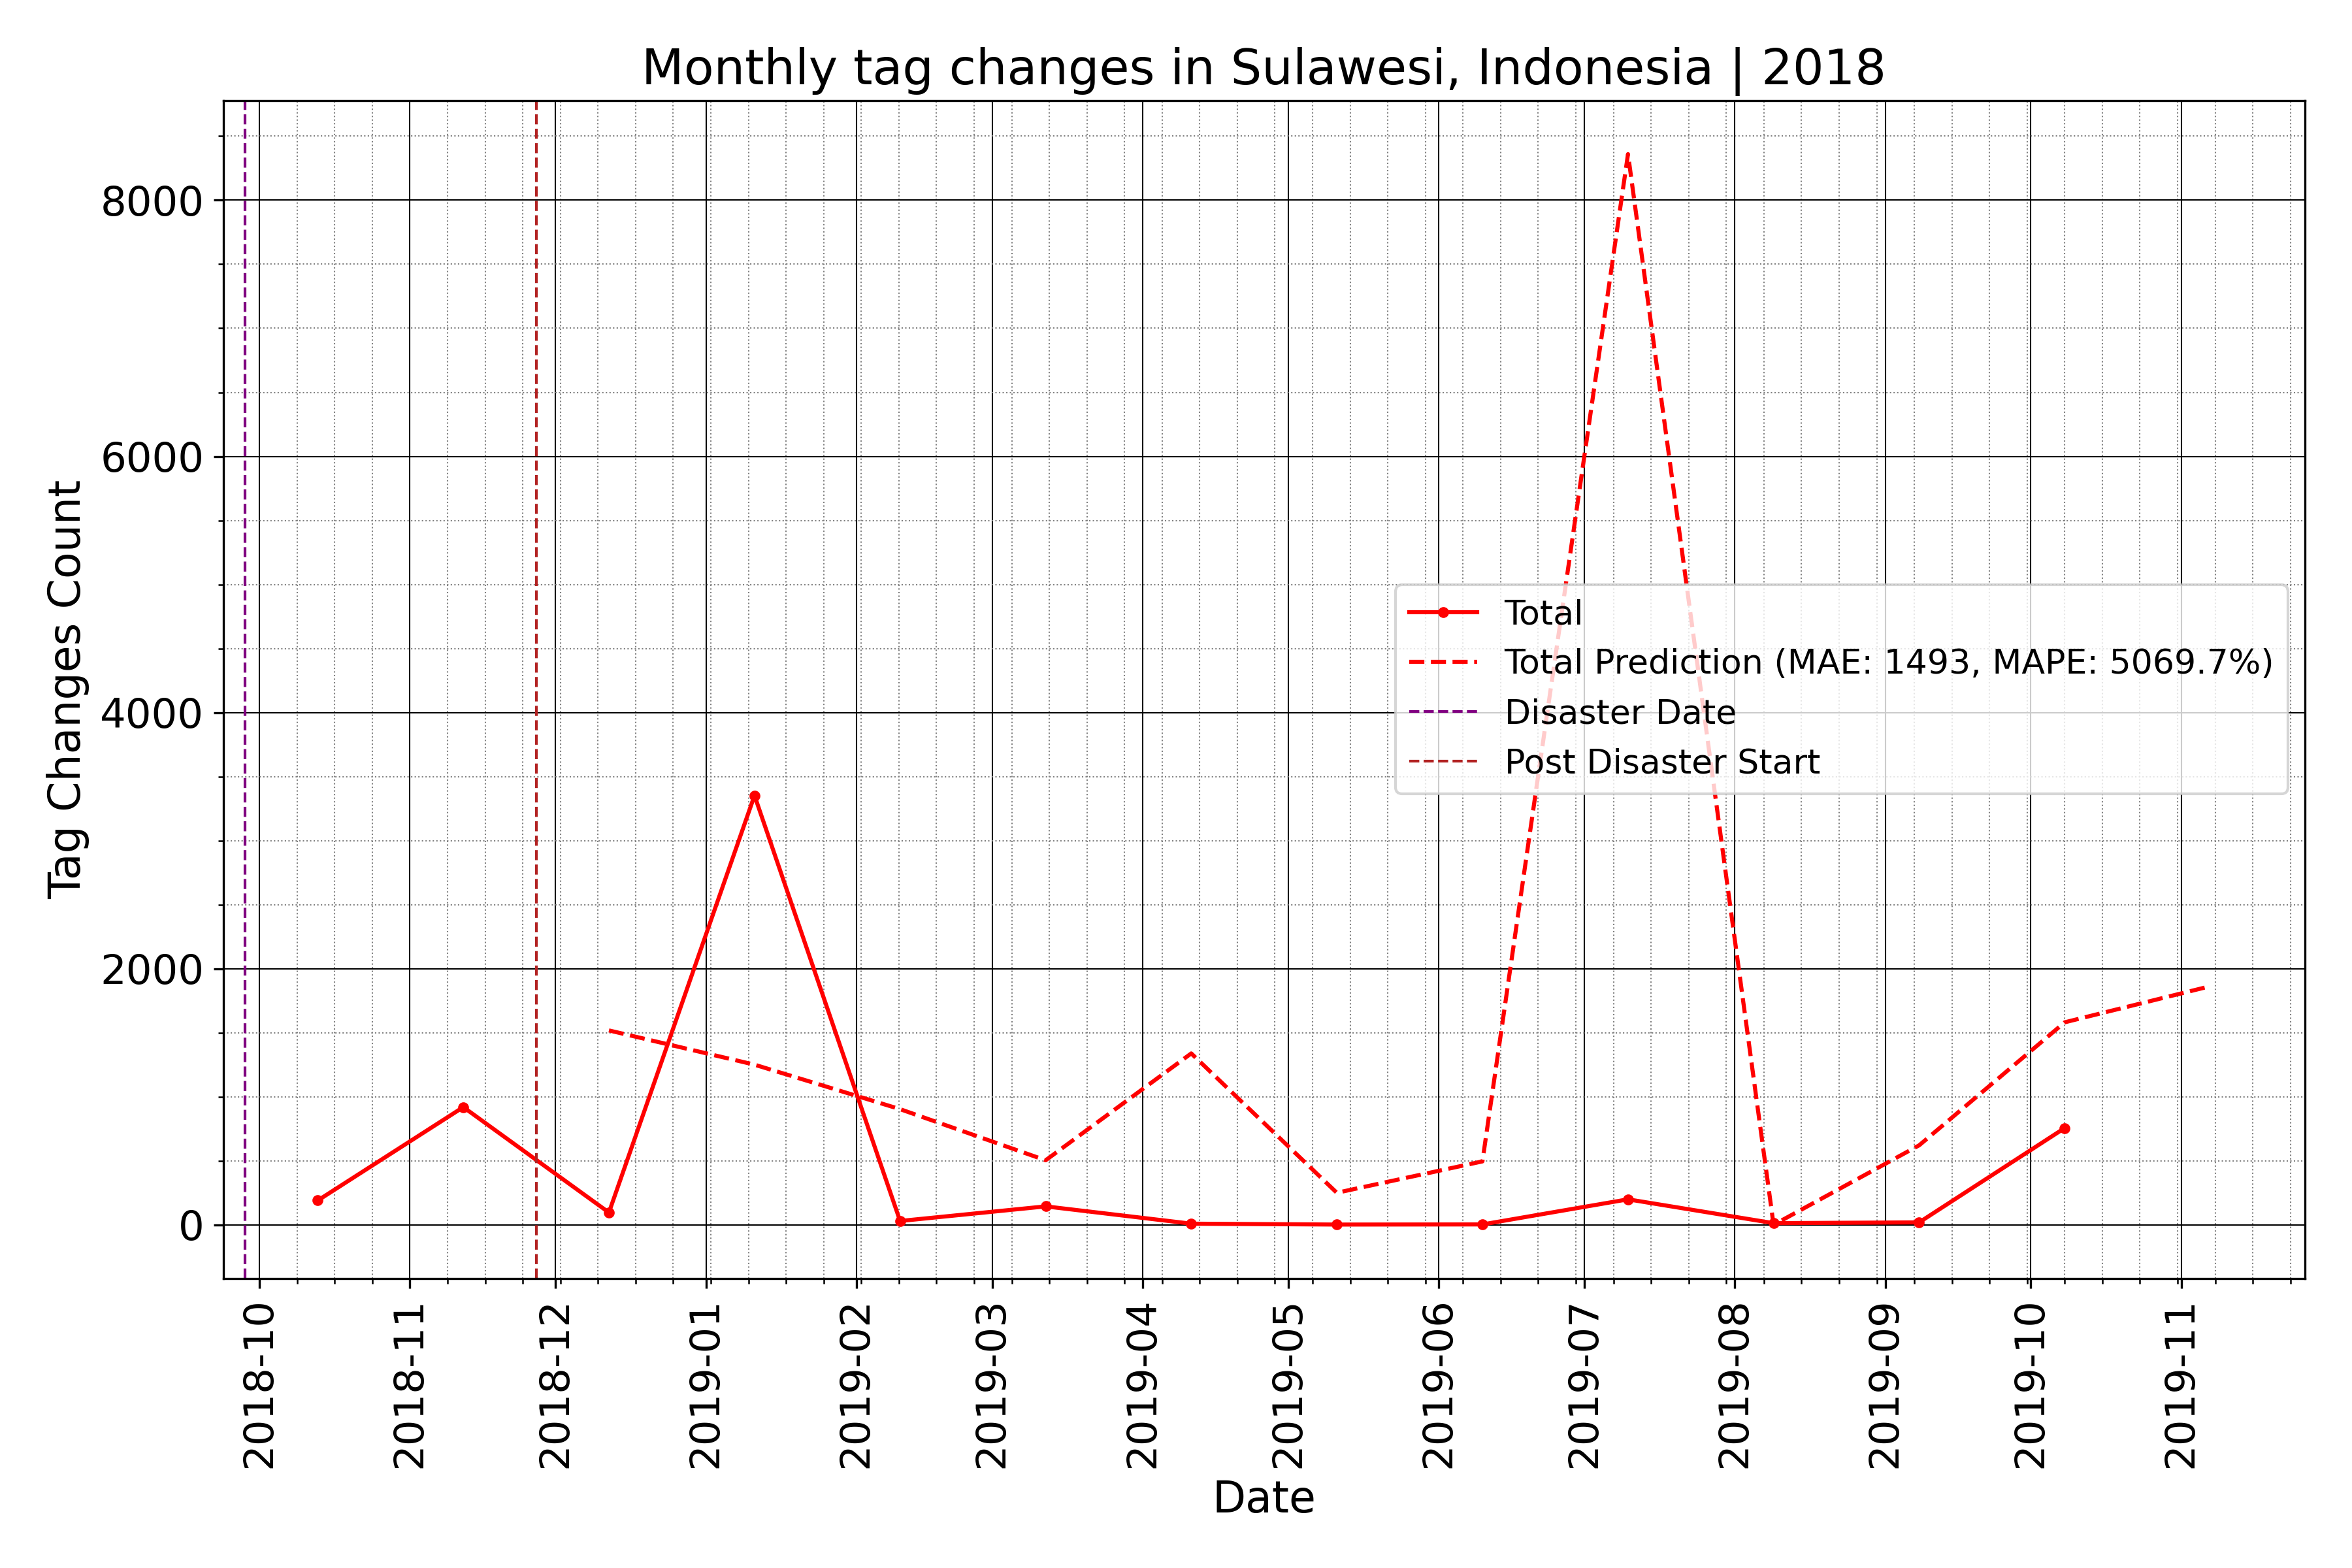 Monthly tag changes in Sulawesi, Indonesia | 2018
Tag Changes Count
8000
6000
4000
2000
0
Total
Total Prediction (MAE: 1493, MAPE: 5069.7%)
Disaster Date
Post Disaster Start
2018-10
2018-11
2018-12
2019-01
2019-02
2019-03
2019-04
2019-05
2019-06
2019-07
2019-08
2019-09
2019-10
2019-11
Date